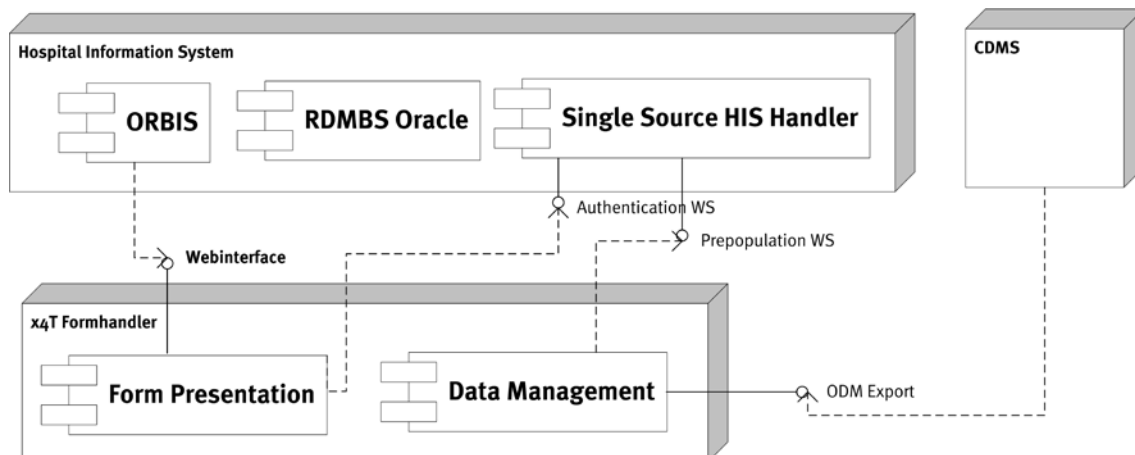 Hospital Information System
CDMS
ORBIS
RDMBS Oracle
Single Source HIS Handler
Authentication WS
Prepopulation WS
Webinterface
x4T Formhandler
Form Presentation
Data Management
ODM Export